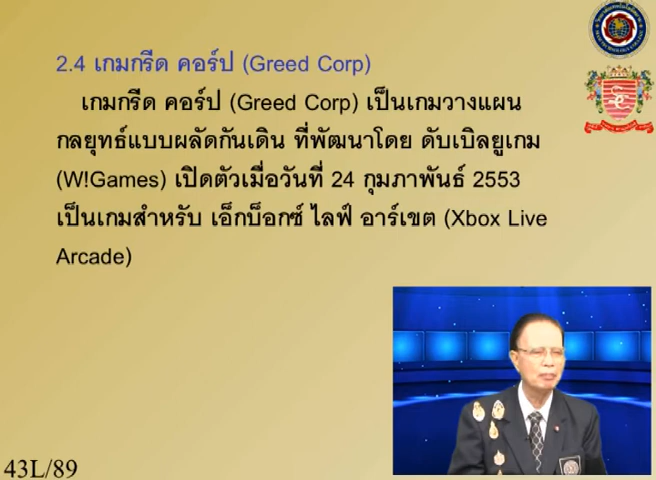 2.4 เกมกรีด คอร์ป (Greed Corp)
เกมกรีด คอร์ป (Greed Corp) เป็นเกมวางแผน
กลยุทธ์แบบผลัดกันเดิน ที่พัฒนาโดย ดับเบิลยูเกม
(W!Games) เปิดตัวเมื่อวันที่ 24 กุมภาพันธ์ 2553
เป็นเกมสำหรับ เอ็กบ็อกซ์ ไลฟ์ อาร์เขต (Xbox Live
Arcade)
43L/89